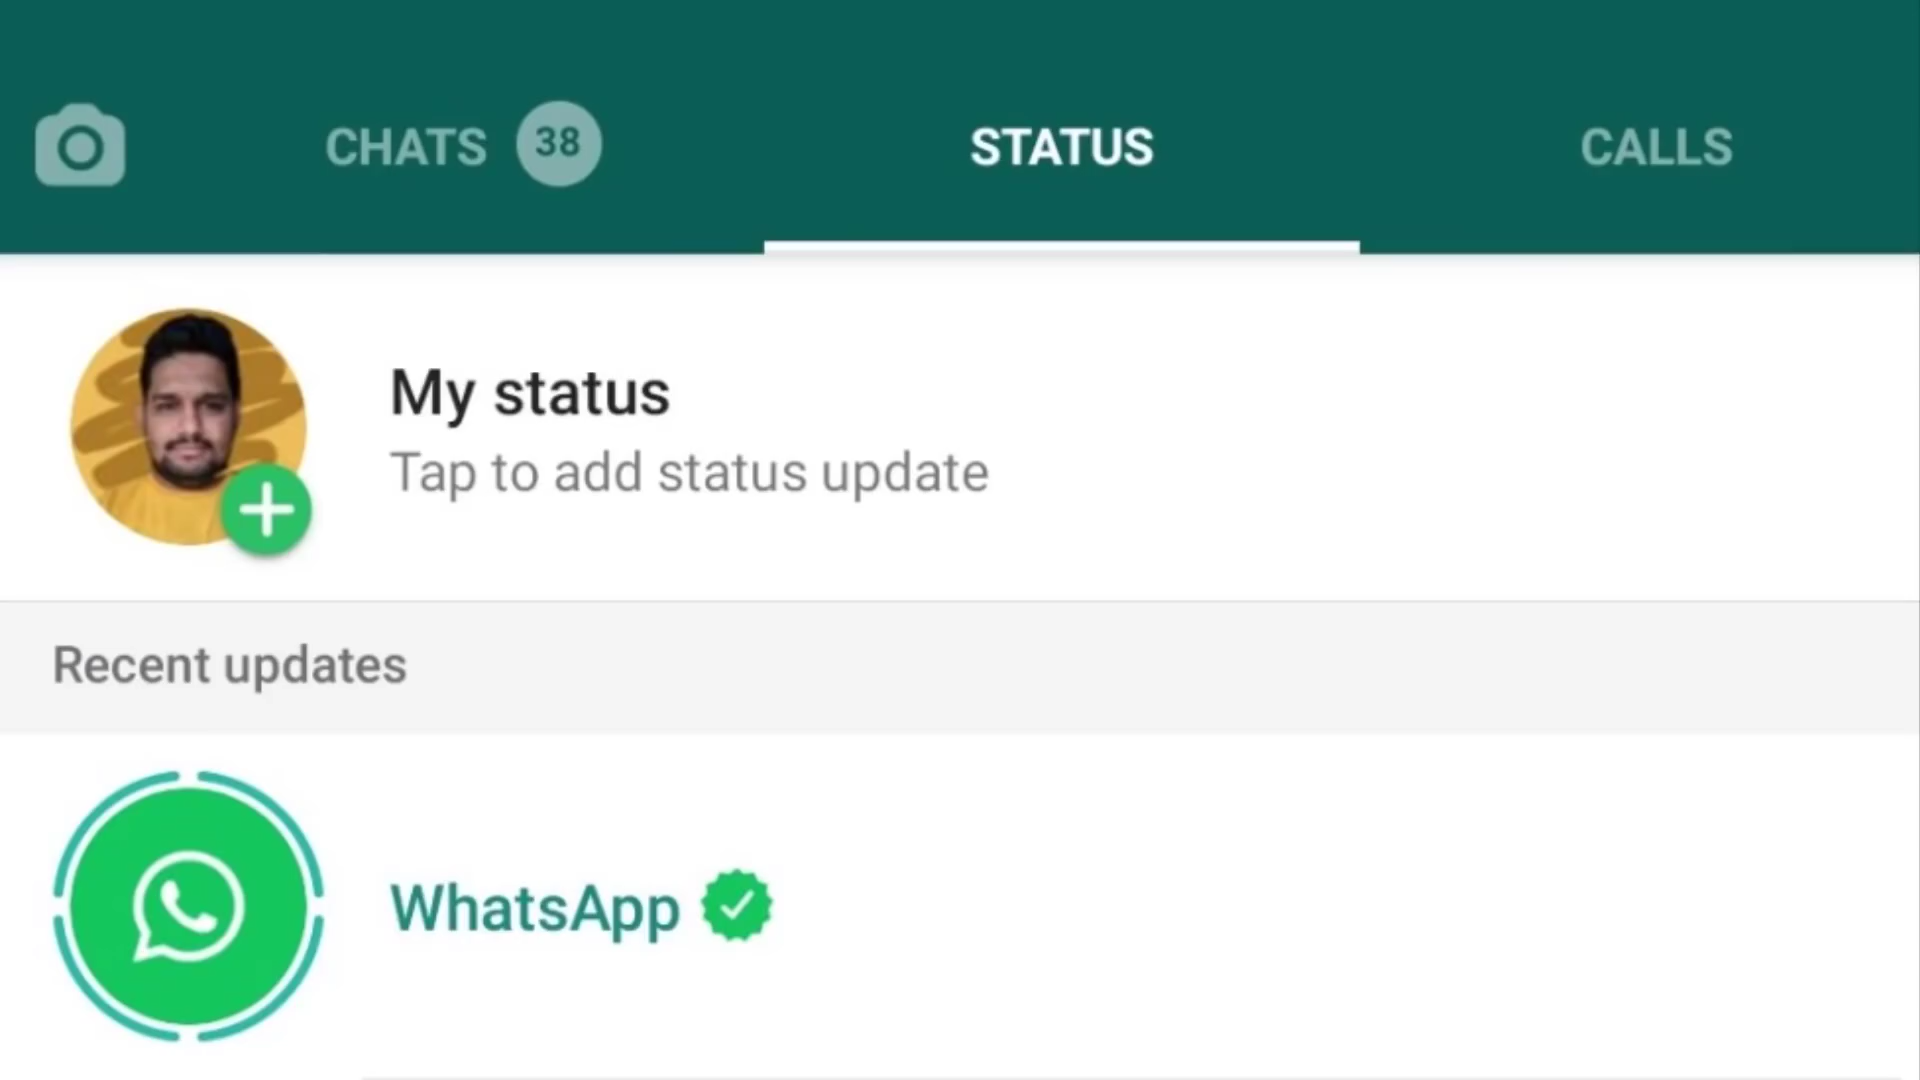 CHATS 38 STATUS CALLS
My status
Tap to add status update
Recent updates
WhatsApp